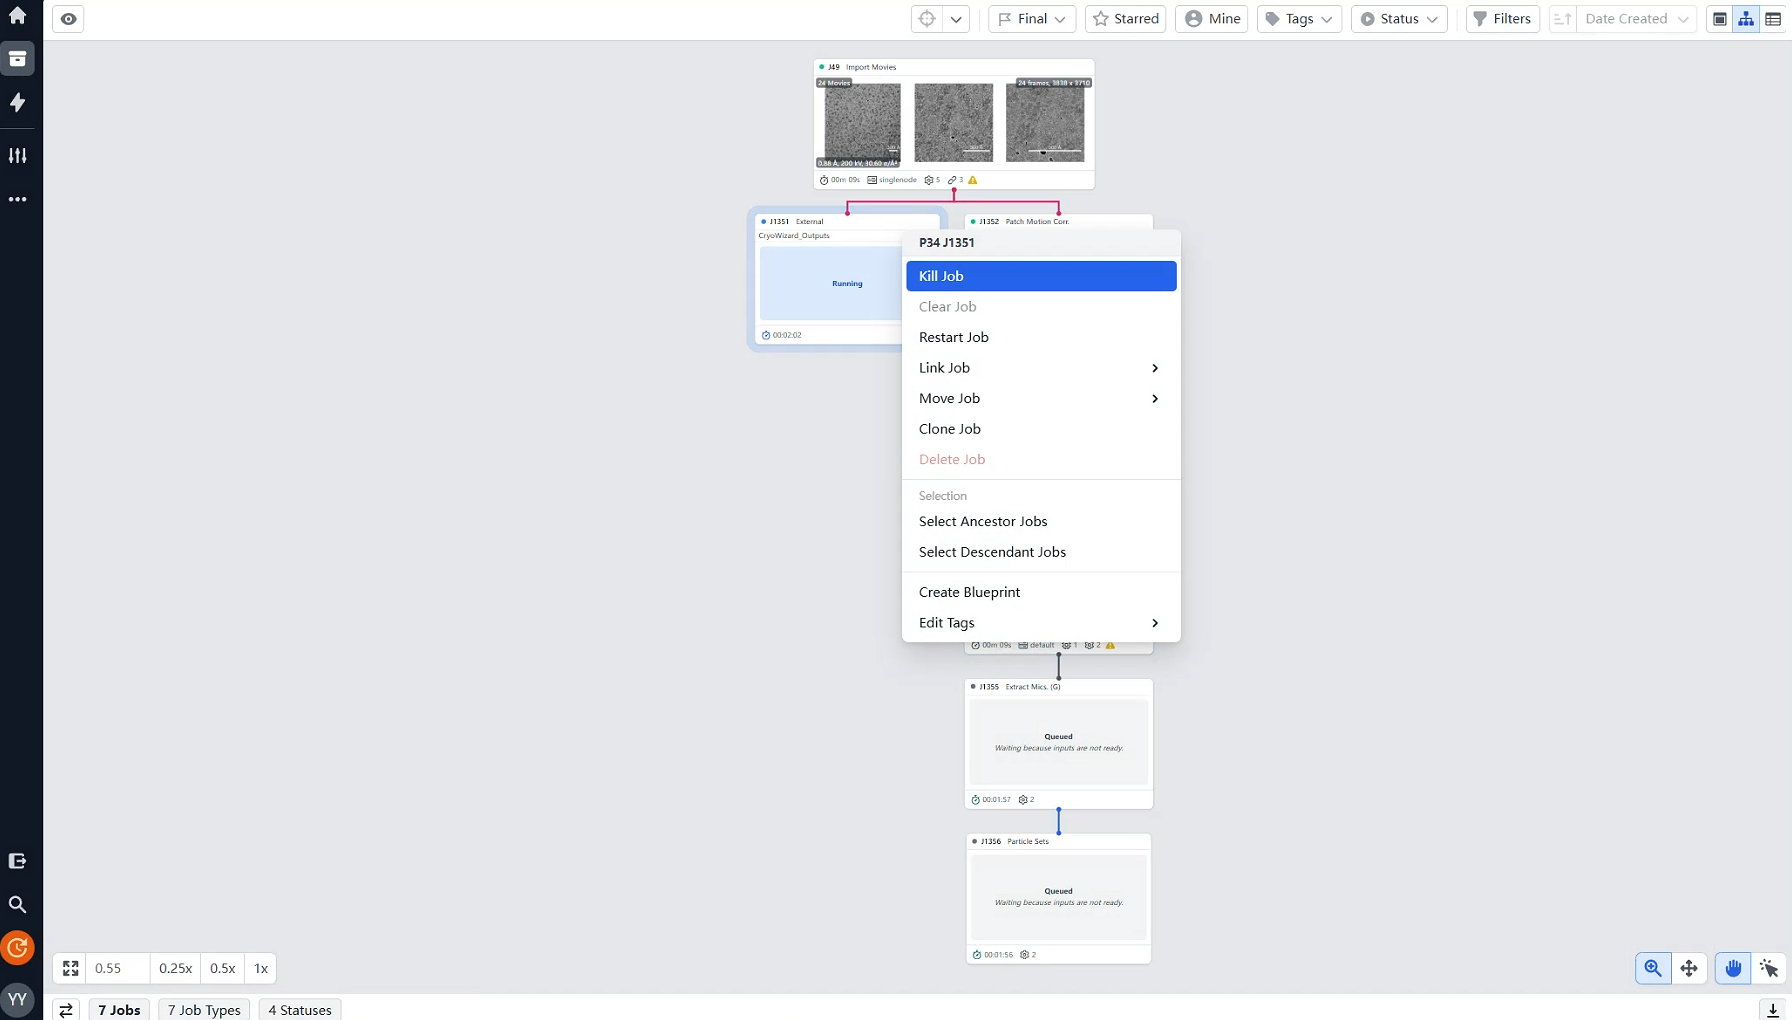 Final
Starred
Mine
Tags
Status
Filters
Date Created
J49 Import Movies
24 Movies
24 frames, 3838 x 3710
0.88 Å, 200 kV, 30.60 e/Å²
00m 09s singlenode 5 3
J1351 External
CryoWizard_Outputs
Running
00:02:02
J1352 Patch Motion Corr.
P34 J1351
Kill Job
Clear Job
Restart Job
Link Job
Move Job
Clone Job
Delete Job
Selection
Select Ancestor Jobs
Select Descendant Jobs
Create Blueprint
Edit Tags
00m 09s default 1 2
J1355 Extract Mics. (G)
Queued
Waiting because inputs are not ready.
00:01:57 2
J1356 Particle Sets
Queued
Waiting because inputs are not ready.
00:01:56 2
0.55 0.25x 0.5x 1x
YY
7 Jobs 7 Job Types 4 Statuses